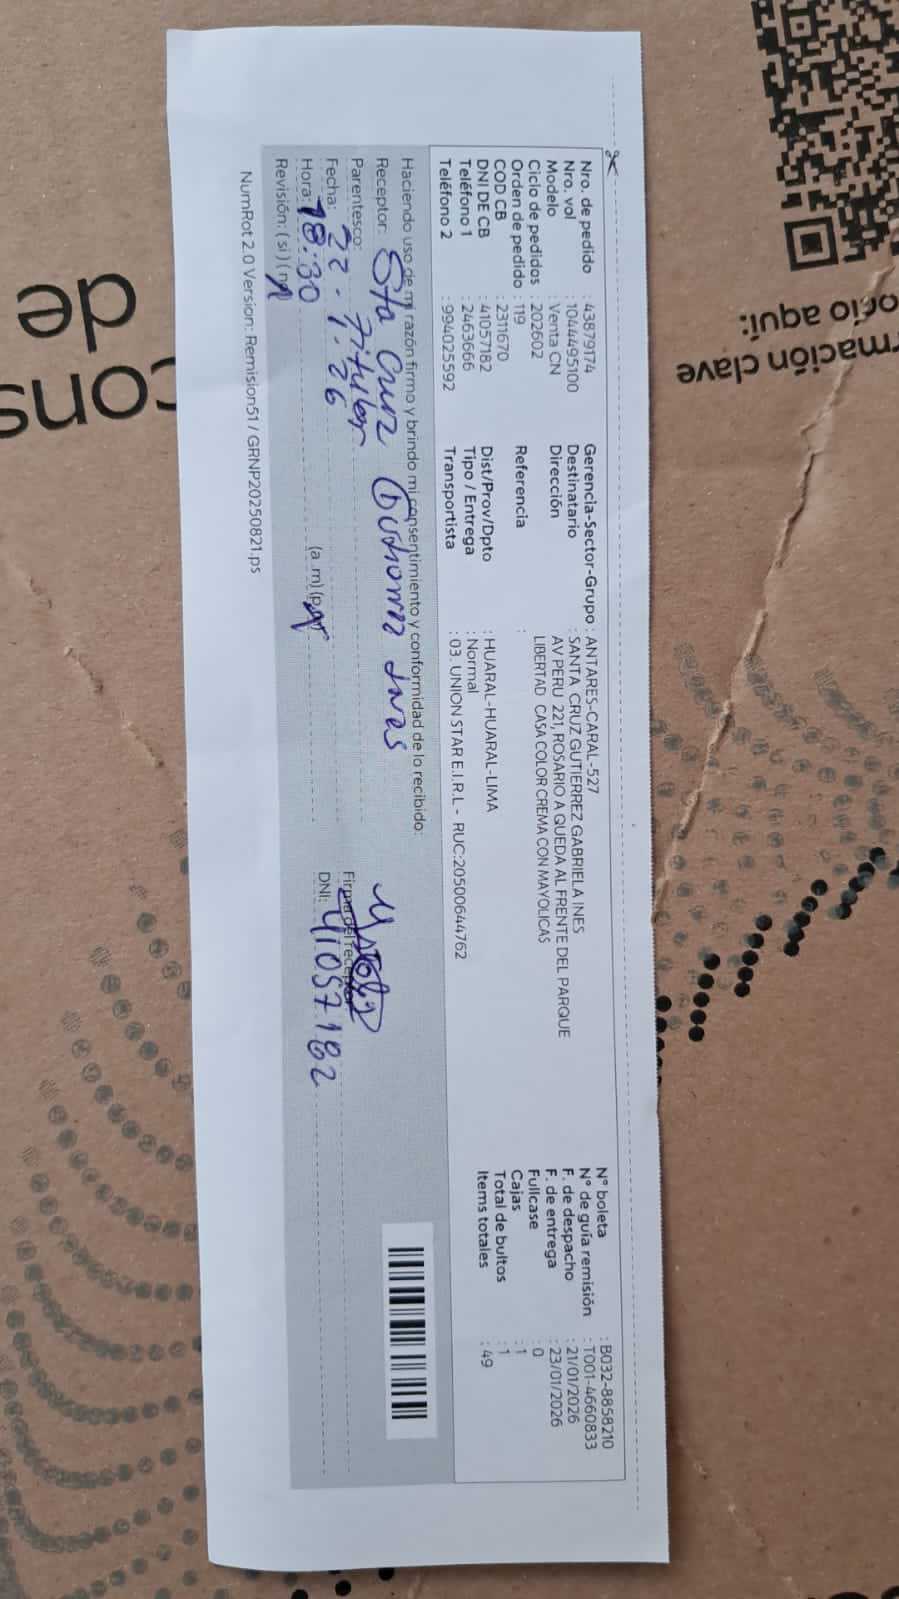 Nro. de pedido : 43879174
Nro. vol : 1044495100
Modelo : Venta CN
Ciclo de pedidos : 202602
Orden de pedido : 119
COD CB : 2311670
DNI DE CB : 41057182
Teléfono 1 : 2463666
Teléfono 2 : 994025592
Gerencia-Sector-Grupo : ANTARES-CARAL-527
Destinatario : SANTA CRUZ GUTIERREZ GABRIELA INES
Dirección : AV PERU 221, ROSARIO A QUEDA AL FRENTE DEL PARQUE
LIBERTAD CASA COLOR CREMA CON MAYOLICAS
Referencia :
Dist/Prov/Dpto : HUARAL-HUARAL-LIMA
Tipo / Entrega : Normal
Transportista : 03. UNION STAR E.I.R.L - RUC:20500644762
N° boleta : B032-8858210
N° de guía remisión : T001-4660833
F. de despacho : 21/01/2026
F. de entrega : 23/01/2026
Fullcase : 0
Cajas : 1
Total de bultos : 1
Items totales : 49
Haciendo uso de mi razón firmo y brindo mi consentimiento y conformidad de lo recibido:
Receptor: Sta Cruz
Parentesco: Titular
Fecha: 22.1.26
Hora: 18:30 (a.m) (p.m)
Revisión: ( si ) ( no )
Firma del receptor
DNI: 41057182
NumRot 2.0 Version: Remision51 / GRNP20250821.ps
rmación clave
ocio aquí:
cons
de